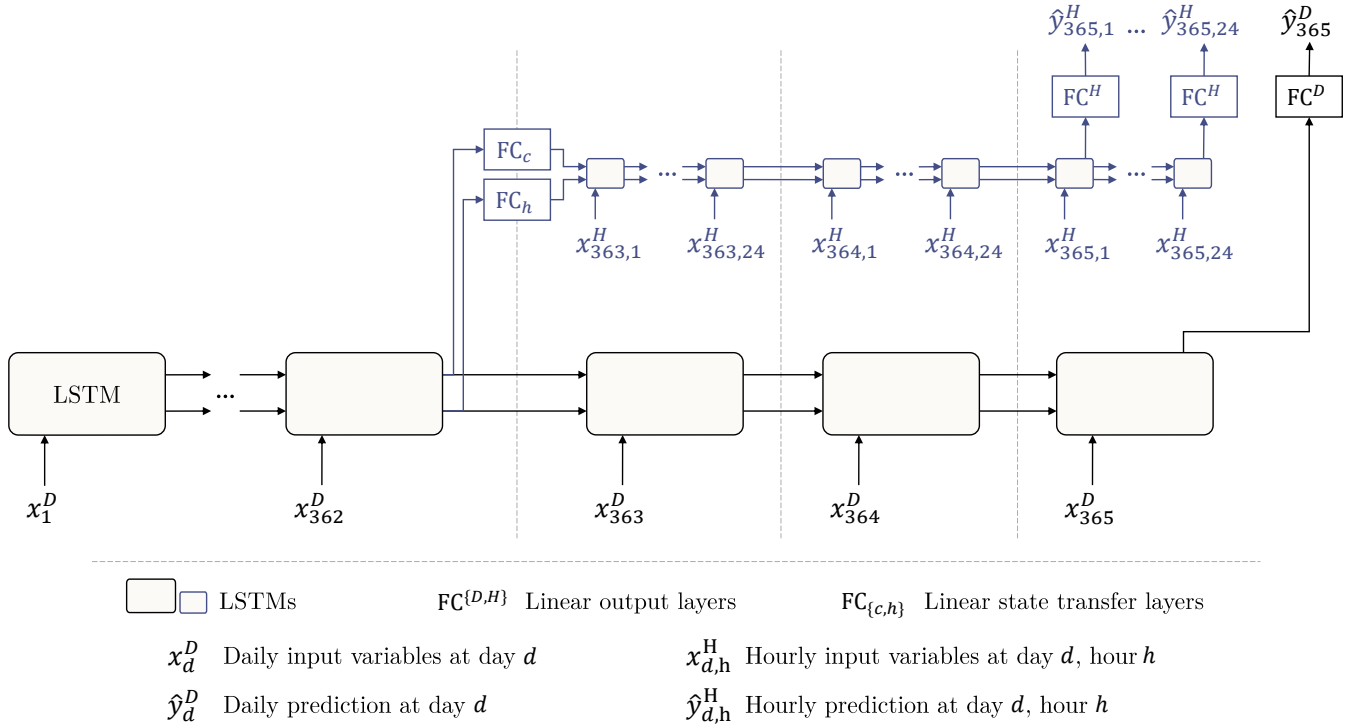 ŷ^H_{365,1} ... ŷ^H_{365,24} ŷ^D_{365}
FC^H FC^H FC^D
FC_c
... ... ...
FC_h
x^H_{363,1} x^H_{363,24} x^H_{364,1} x^H_{364,24} x^H_{365,1} x^H_{365,24}
LSTM ...
x^D_1 x^D_{362} x^D_{363} x^D_{364} x^D_{365}
LSTMs FC^{{D,H}} Linear output layers FC_{{c,h}} Linear state transfer layers
x^D_d Daily input variables at day d x^H_{d,h} Hourly input variables at day d, hour h
ŷ^D_d Daily prediction at day d ŷ^H_{d,h} Hourly prediction at day d, hour h